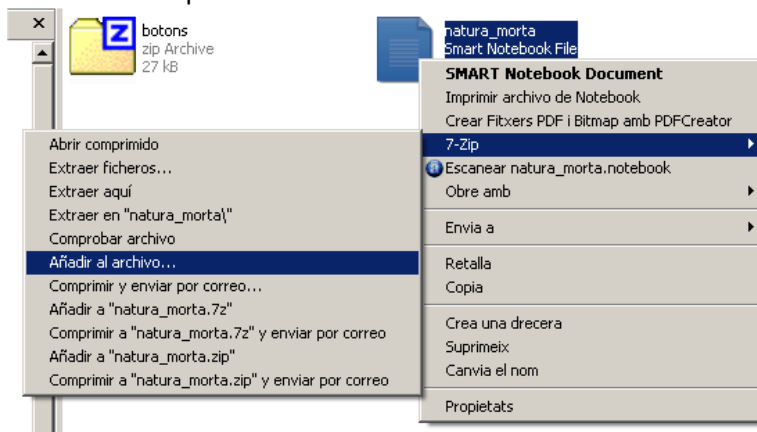 botons
zip Archive
27 kB
natura_morta
Smart Notebook File
SMART Notebook Document
Imprimir archivo de Notebook
Crear Fitxers PDF i Bitmap amb PDFCreator
7-Zip
Escanear natura_morta.notebook
Obre amb
Envia a
Retalla
Copia
Crea una drecera
Suprimeix
Canvia el nom
Propietats
Abrir comprimido
Extraer ficheros...
Extraer aquí
Extraer en "natura_morta\"
Comprobar archivo
Añadir al archivo...
Comprimir y enviar por correo...
Añadir a "natura_morta.7z"
Comprimir a "natura_morta.7z" y enviar por correo
Añadir a "natura_morta.zip"
Comprimir a "natura_morta.zip" y enviar por correo